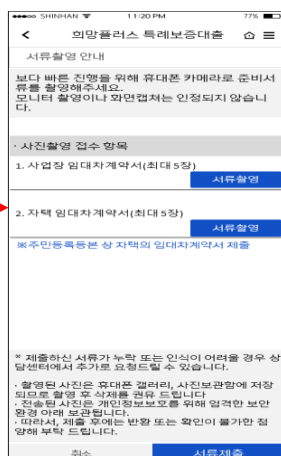 SHINHAN 11:20 PM 77%
희망플러스 특례보증대출
서류촬영 안내
보다 빠른 진행을 위해 휴대폰 카메라로 준비서
류를 촬영해주세요.
모니터 촬영이나 화면캡쳐는 인정되지 않습니
다.
· 사진촬영 접수 항목
1. 사업장 임대차계약서(최대 5장)
서류촬영
2. 자택 임대차계약서(최대 5장)
서류촬영
※주민등록등본 상 자택의 임대차계약서 제출
* 제출하신 서류가 누락 또는 인식이 어려울 경우 상
담센터에서 추가로 요청드릴 수 있습니다.
· 촬영된 사진은 휴대폰 갤러리, 사진보관함에 저장
되므로 촬영 후 삭제를 권유 드립니다
· 전송된 사진은 개인정보보호를 위해 엄격한 보안
환경 아래 보관됩니다.
· 따라서, 제출 후에는 반환 또는 확인이 불가한 점
양해 부탁 드립니다.
취소 서류제출